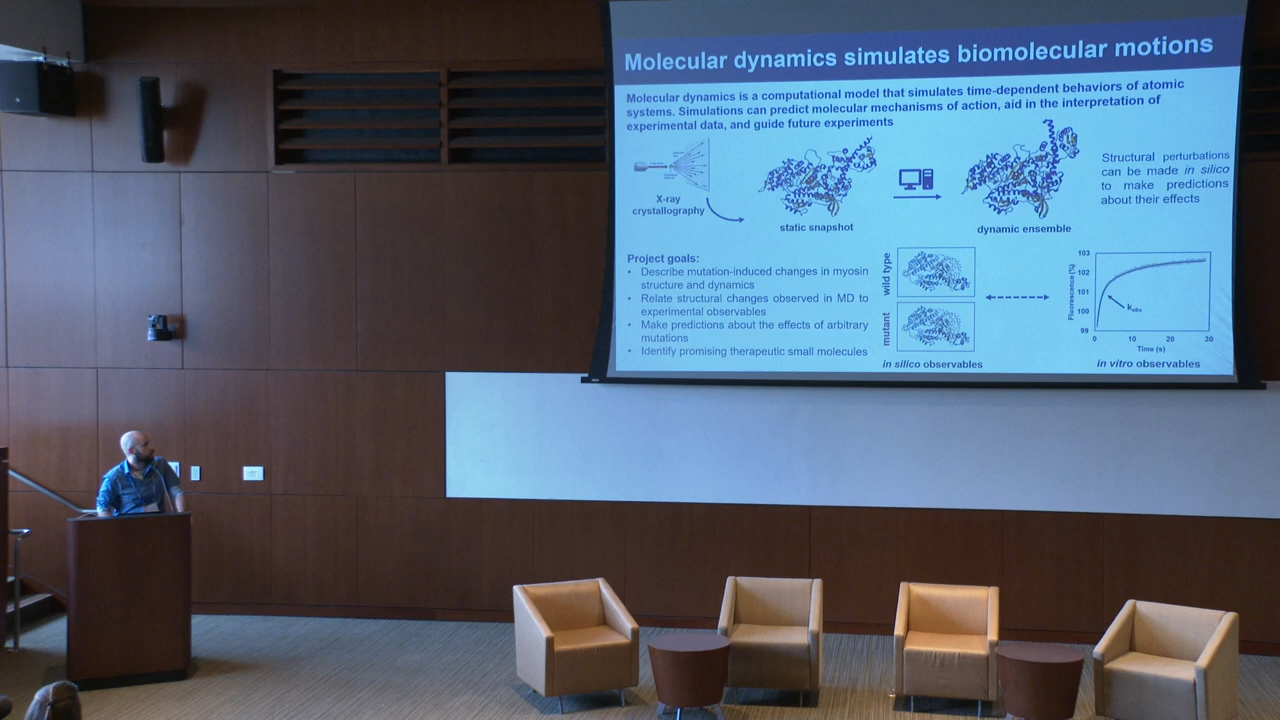 Molecular dynamics simulates biomolecular motions
Molecular dynamics is a computational model that simulates time-dependent behaviors of atomic
systems. Simulations can predict molecular mechanisms of action, aid in the interpretation of
experimental data, and guide future experiments
X-ray
crystallography
static snapshot
dynamic ensemble
Structural perturbations
can be made in silico
to make predictions
about their effects
Project goals:
• Describe mutation-induced changes in myosin
structure and dynamics
• Relate structural changes observed in MD to
experimental observables
• Make predictions about the effects of arbitrary
mutations
• Identify promising therapeutic small molecules
wild type
mutant
in silico observables
Fluorescence (%)
103
102
101
100
99
kobs
0
10
20
30
Time (s)
in vitro observables